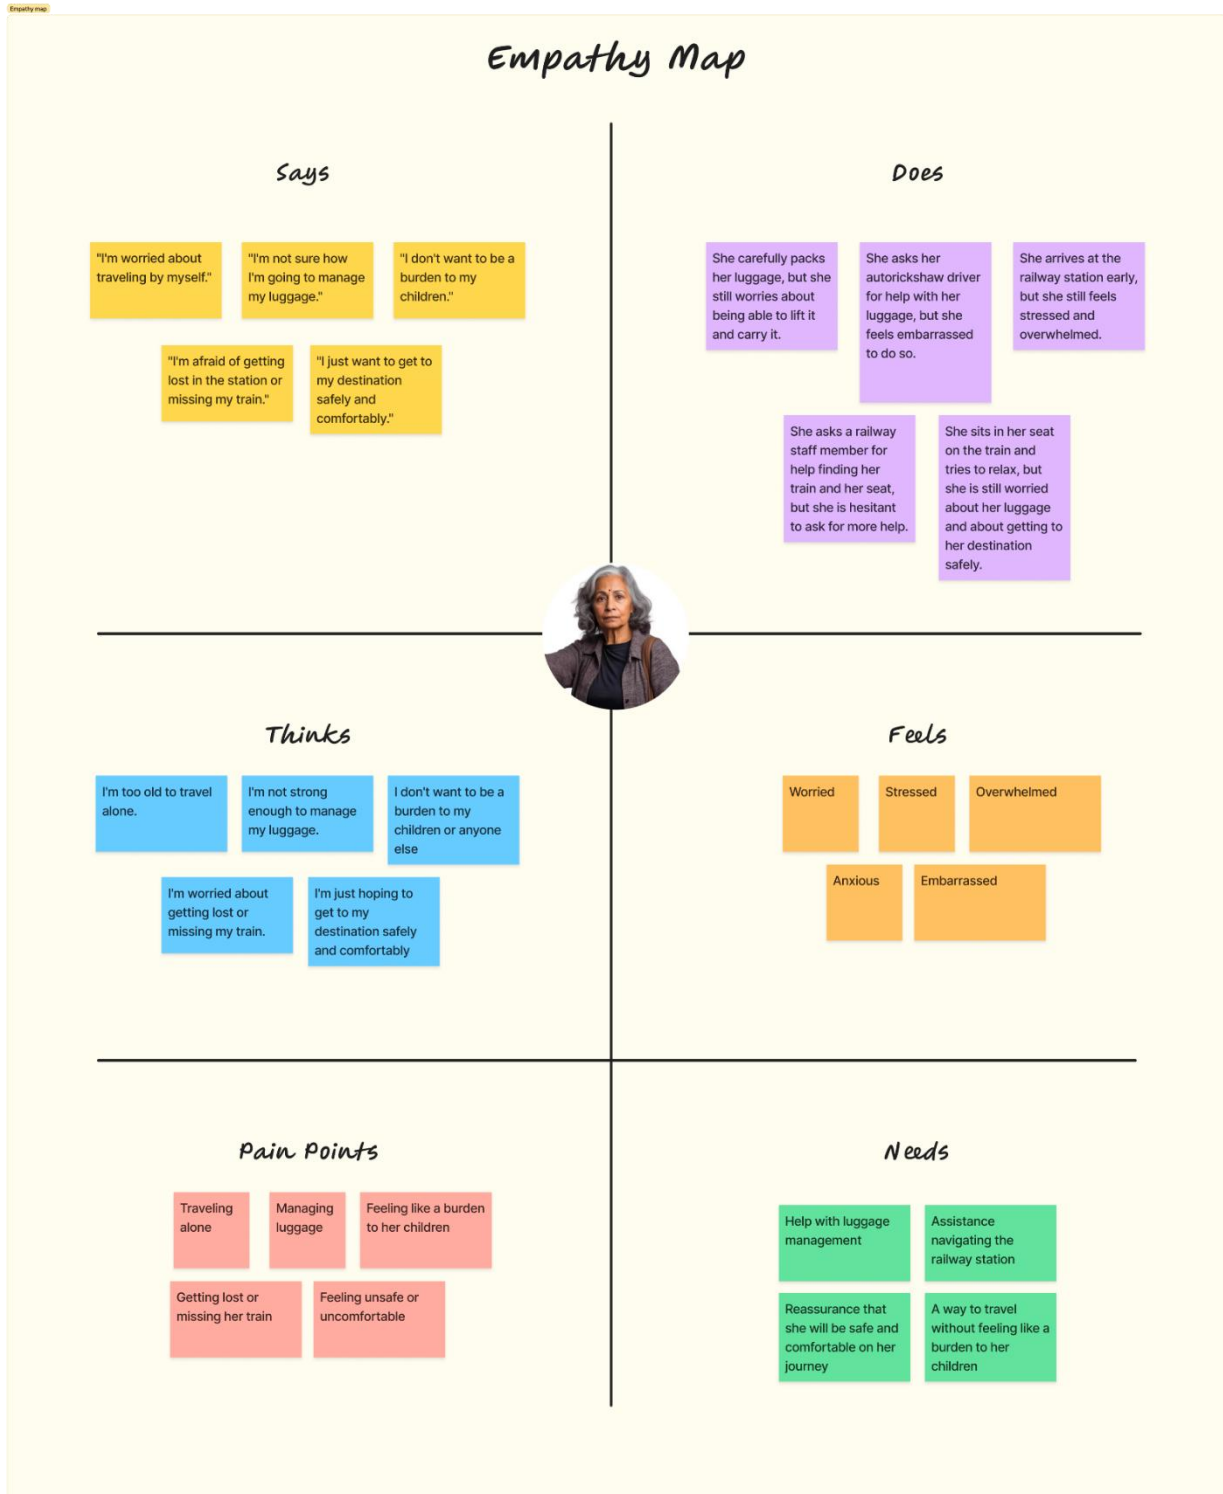 Empathy map
Empathy Map
Says
"I'm worried about
traveling by myself."
"I'm not sure how
I'm going to manage
my luggage."
"I don't want to be a
burden to my
children."
"I'm afraid of getting
lost in the station or
missing my train."
"I just want to get to
my destination
safely and
comfortably."
Does
She carefully packs
her luggage, but she
still worries about
being able to lift it
and carry it.
She asks her
autorickshaw driver
for help with her
luggage, but she
feels embarrassed
to do so.
She arrives at the
railway station early,
but she still feels
stressed and
overwhelmed.
She asks a railway
staff member for
help finding her
train and her seat,
but she is hesitant
to ask for more help.
She sits in her seat
on the train and
tries to relax, but
she is still worried
about her luggage
and about getting to
her destination
safely.
Thinks
I'm too old to travel
alone.
I'm not strong
enough to manage
my luggage.
I don't want to be a
burden to my
children or anyone
else
I'm worried about
getting lost or
missing my train.
I'm just hoping to
get to my
destination safely
and comfortably
Feels
Worried
Stressed
Overwhelmed
Anxious
Embarrassed
Pain Points
Traveling
alone
Managing
luggage
Feeling like a burden
to her children
Getting lost or
missing her train
Feeling unsafe or
uncomfortable
Needs
Help with luggage
management
Assistance
navigating the
railway station
Reassurance that
she will be safe and
comfortable on her
journey
A way to travel
without feeling like a
burden to her
children